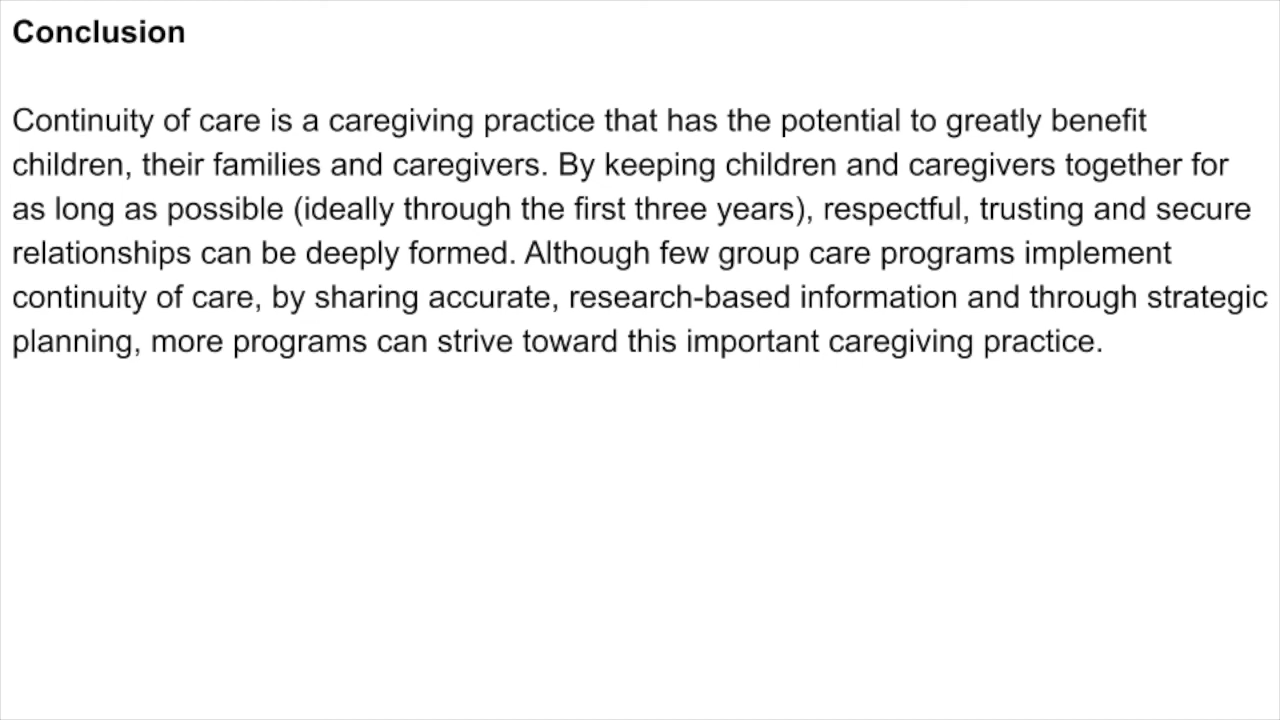 Conclusion
Continuity of care is a caregiving practice that has the potential to greatly benefit
children, their families and caregivers. By keeping children and caregivers together for
as long as possible (ideally through the first three years), respectful, trusting and secure
relationships can be deeply formed. Although few group care programs implement
continuity of care, by sharing accurate, research-based information and through strategic
planning, more programs can strive toward this important caregiving practice.